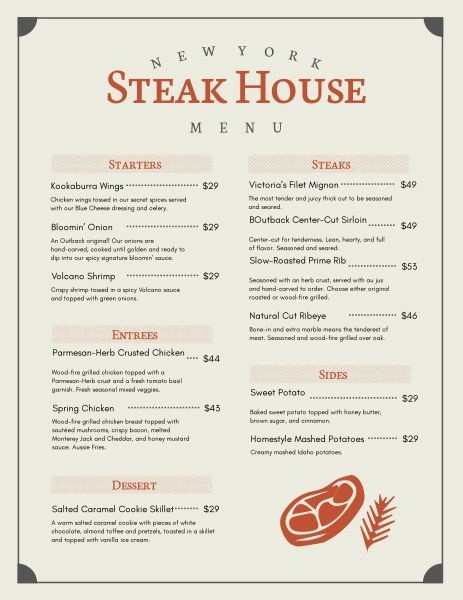 NEW YORK
STEAK HOUSE
MENU
STARTERS
Kookaburra Wings $29
Chicken wings tossed in our secret spices served
with our Blue Cheese dressing and celery.
Bloomin' Onion $29
An Outback original! Our onions are
hand-carved, cooked until golden and ready to
dip into our spicy signature bloomin' sauce.
Volcano Shrimp $29
Crispy shrimp tossed in a spicy Volcano sauce
and topped with green onions.
ENTREES
Parmesan-Herb Crusted Chicken $44
Wood-fire grilled chicken topped with a
Parmesan-Herb crust and a fresh tomato basil
garnish. Fresh seasonal mixed veggies.
Spring Chicken $43
Wood-fire grilled chicken breast topped with
sautéed mushrooms, crispy bacon, melted
Monterey Jack and Cheddar, and honey mustard
sauce. Aussie Fries.
DESSERT
Salted Caramel Cookie Skillet $29
A warm salted caramel cookie with pieces of white
chocolate, almond toffee and pretzels, toasted in a skillet
and topped with vanilla ice cream.
STEAKS
Victoria's Filet Mignon $49
The most tender and juicy thick cut to be seasoned
and seared.
BOutback Center-Cut Sirloin $49
Center-cut for tenderness. Lean, hearty, and full
of flavor. Seasoned and seared.
Slow-Roasted Prime Rib $53
Seasoned with an herb crust, served with au jus
and hand-carved to order. Choose either original
roasted or wood-fire grilled.
Natural Cut Ribeye $46
Bone-in and extra marble means the tenderest of
meat. Seasoned and wood-fire grilled over oak.
SIDES
Sweet Potato $29
Baked sweet potato topped with honey butter,
brown sugar, and cinnamon.
Homestyle Mashed Potatoes $29
Creamy mashed Idaho potatoes.